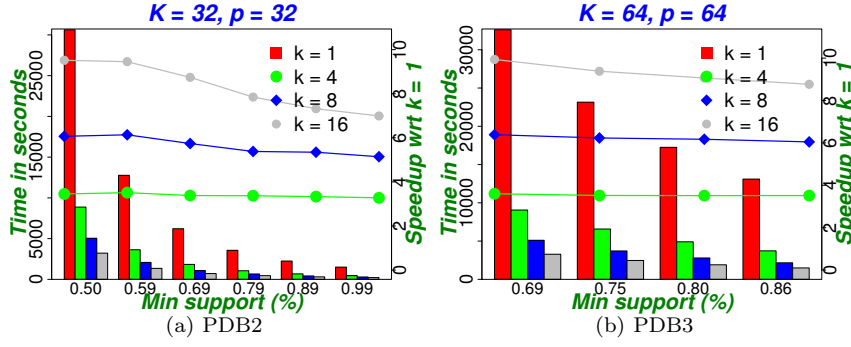 K = 32, p = 32
Time in seconds
0
5000
15000
25000
k = 1
k = 4
k = 8
k = 16
0
2
4
6
8
10
Speedup wrt k = 1
0.50 0.59 0.69 0.79 0.89 0.99
Min support (%)
(a) PDB2
K = 64, p = 64
Time in seconds
0
10000
20000
30000
k = 1
k = 4
k = 8
k = 16
0
2
4
6
8
10
Speedup wrt k = 1
0.69 0.75 0.80 0.86
Min support (%)
(b) PDB3